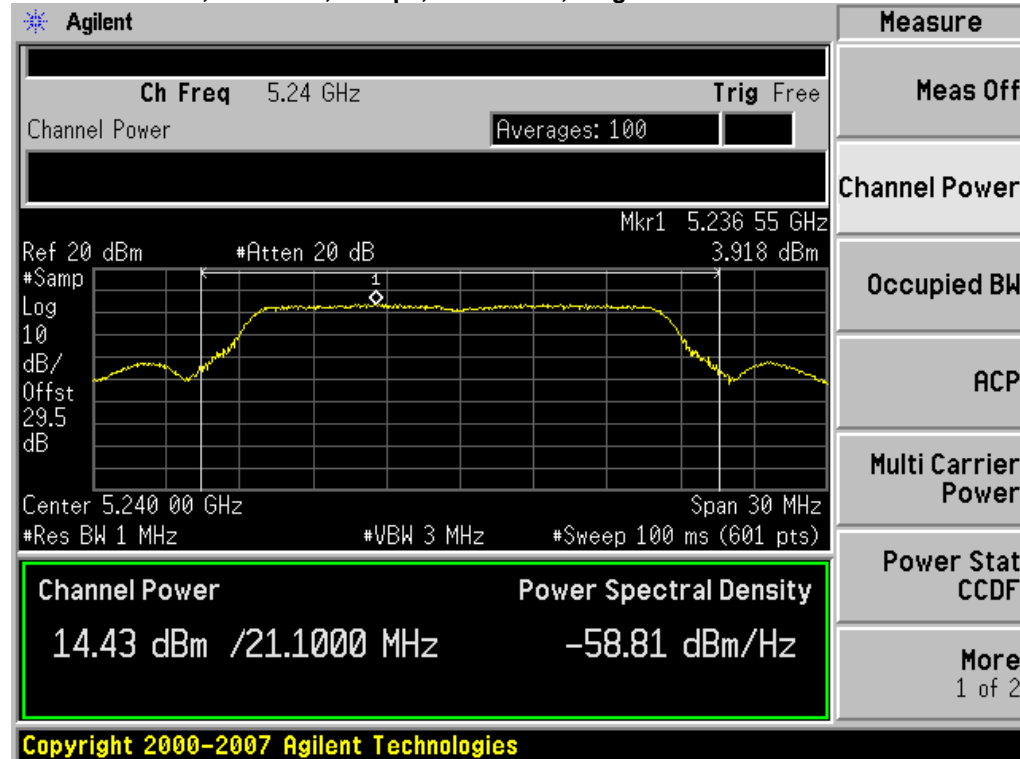 Agilent
Measure
Ch Freq 5.24 GHz Trig Free
Meas Off
Channel Power Averages: 100
Channel Power
Mkr1 5.236 55 GHz
Ref 20 dBm #Atten 20 dB 3.918 dBm
#Samp
1
Occupied BW
Log
10
dB/
ACP
Offst
29.5
dB
Multi Carrier
Power
Center 5.240 00 GHz Span 30 MHz
#Res BW 1 MHz #VBW 3 MHz #Sweep 100 ms (601 pts)
Power Stat
CCDF
Channel Power Power Spectral Density
14.43 dBm /21.1000 MHz -58.81 dBm/Hz
More
1 of 2
Copyright 2000-2007 Agilent Technologies